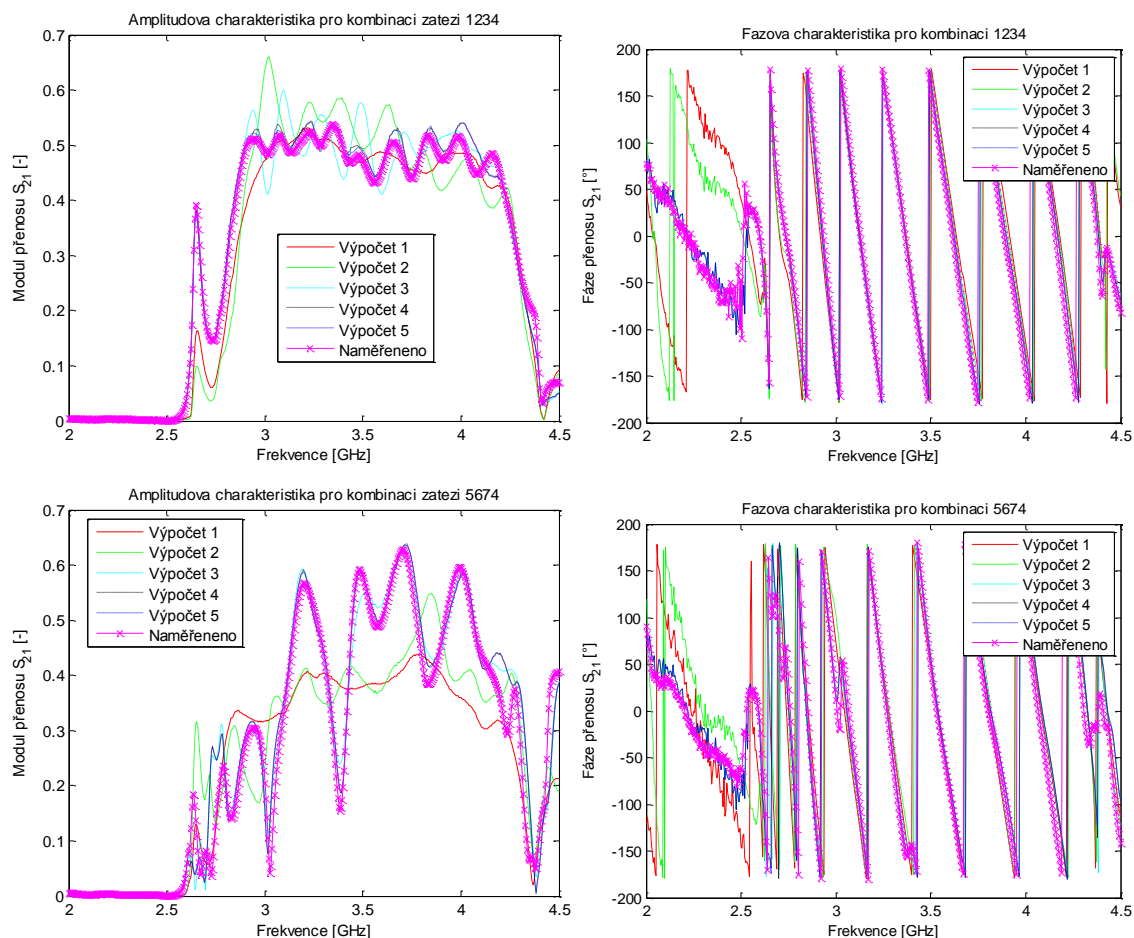 Amplitudova charakteristika pro kombinaci zatezi 1234
Modul přenosu S21 [-]
0.7
0.6
0.5
0.4
0.3
0.2
0.1
0
2 2.5 3 3.5 4 4.5
Frekvence [GHz]
Výpočet 1
Výpočet 2
Výpočet 3
Výpočet 4
Výpočet 5
Naměřeneno
Fazova charakteristika pro kombinaci 1234
Fáze přenosu S21 [°]
200
150
100
50
0
-50
-100
-150
-200
2 2.5 3 3.5 4 4.5
Frekvence [GHz]
Výpočet 1
Výpočet 2
Výpočet 3
Výpočet 4
Výpočet 5
Naměřeneno
Amplitudova charakteristika pro kombinaci zatezi 5674
Modul přenosu S21 [-]
0.7
0.6
0.5
0.4
0.3
0.2
0.1
0
2 2.5 3 3.5 4 4.5
Frekvence [GHz]
Výpočet 1
Výpočet 2
Výpočet 3
Výpočet 4
Výpočet 5
Naměřeneno
Fazova charakteristika pro kombinaci 5674
Fáze přenosu S21 [°]
200
150
100
50
0
-50
-100
-150
-200
2 2.5 3 3.5 4 4.5
Frekvence [GHz]
Výpočet 1
Výpočet 2
Výpočet 3
Výpočet 4
Výpočet 5
Naměřeneno